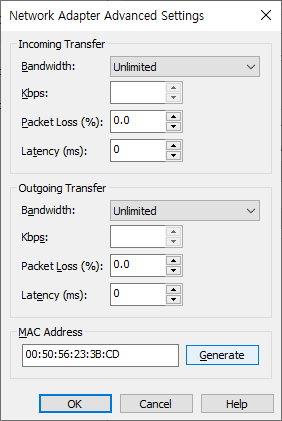 Network Adapter Advanced Settings
Incoming Transfer
Bandwidth: Unlimited
Kbps:
Packet Loss (%): 0.0
Latency (ms): 0
Outgoing Transfer
Bandwidth: Unlimited
Kbps:
Packet Loss (%): 0.0
Latency (ms): 0
MAC Address
00:50:56:23:3B:CD Generate
OK Cancel Help